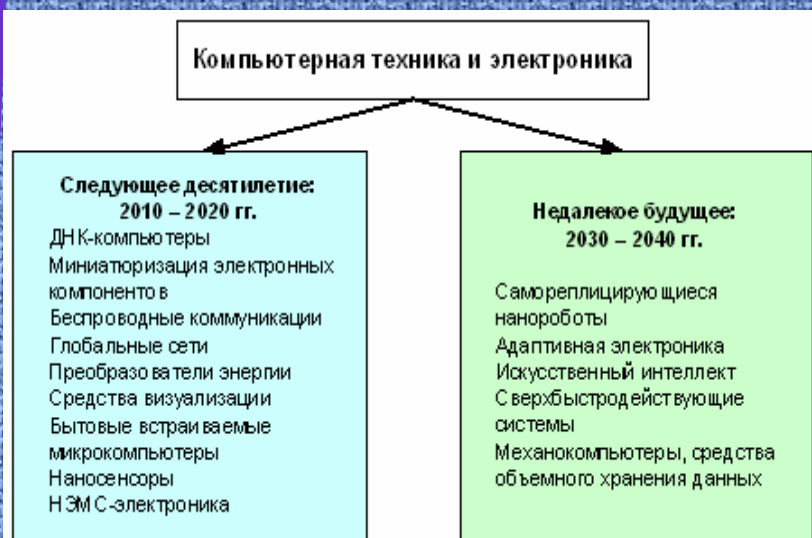 Компьютерная техника и электроника
Следующее десятилетие:
2010 – 2020 гг.
ДНК-компьютеры
Миниатюризация электронных
компонентов
Беспроводные коммуникации
Глобальные сети
Преобразователи энергии
Средства визуализации
Бытовые встраиваемые
микрокомпьютеры
Наносенсоры
НЭМС-электроника
Недалекое будущее:
2030 – 2040 гг.
Самореплицирующиеся
нанороботы
Адаптивная электроника
Искусственный интеллект
Сверхбыстродействующие
системы
Механокомпьютеры, средства
объемного хранения данных